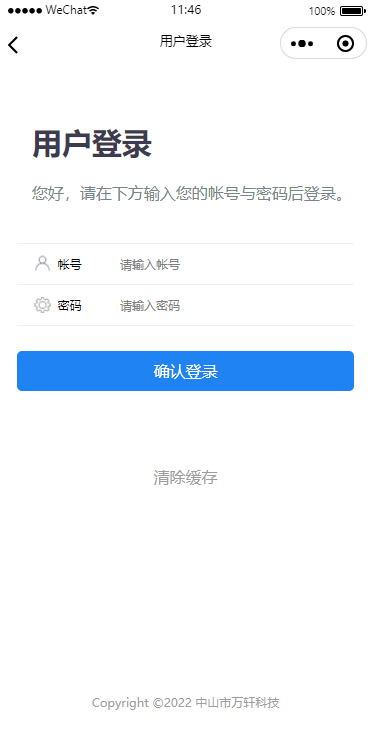 WeChat 11:46 100%
用户登录
用户登录
您好，请在下方输入您的帐号与密码后登录。
帐号 请输入帐号
密码 请输入密码
确认登录
清除缓存
Copyright ©2022 中山市万轩科技